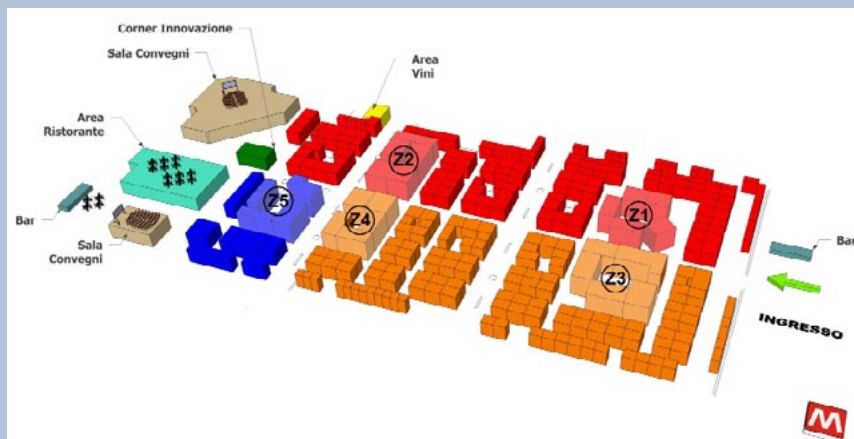 Corner Innovazione
Sala Convegni
Area
Vini
Area
Ristorante
Z2
Z5
Z4
Z1
Bar
Sala
Convegni
Bar
Z3
INGRESSO
M